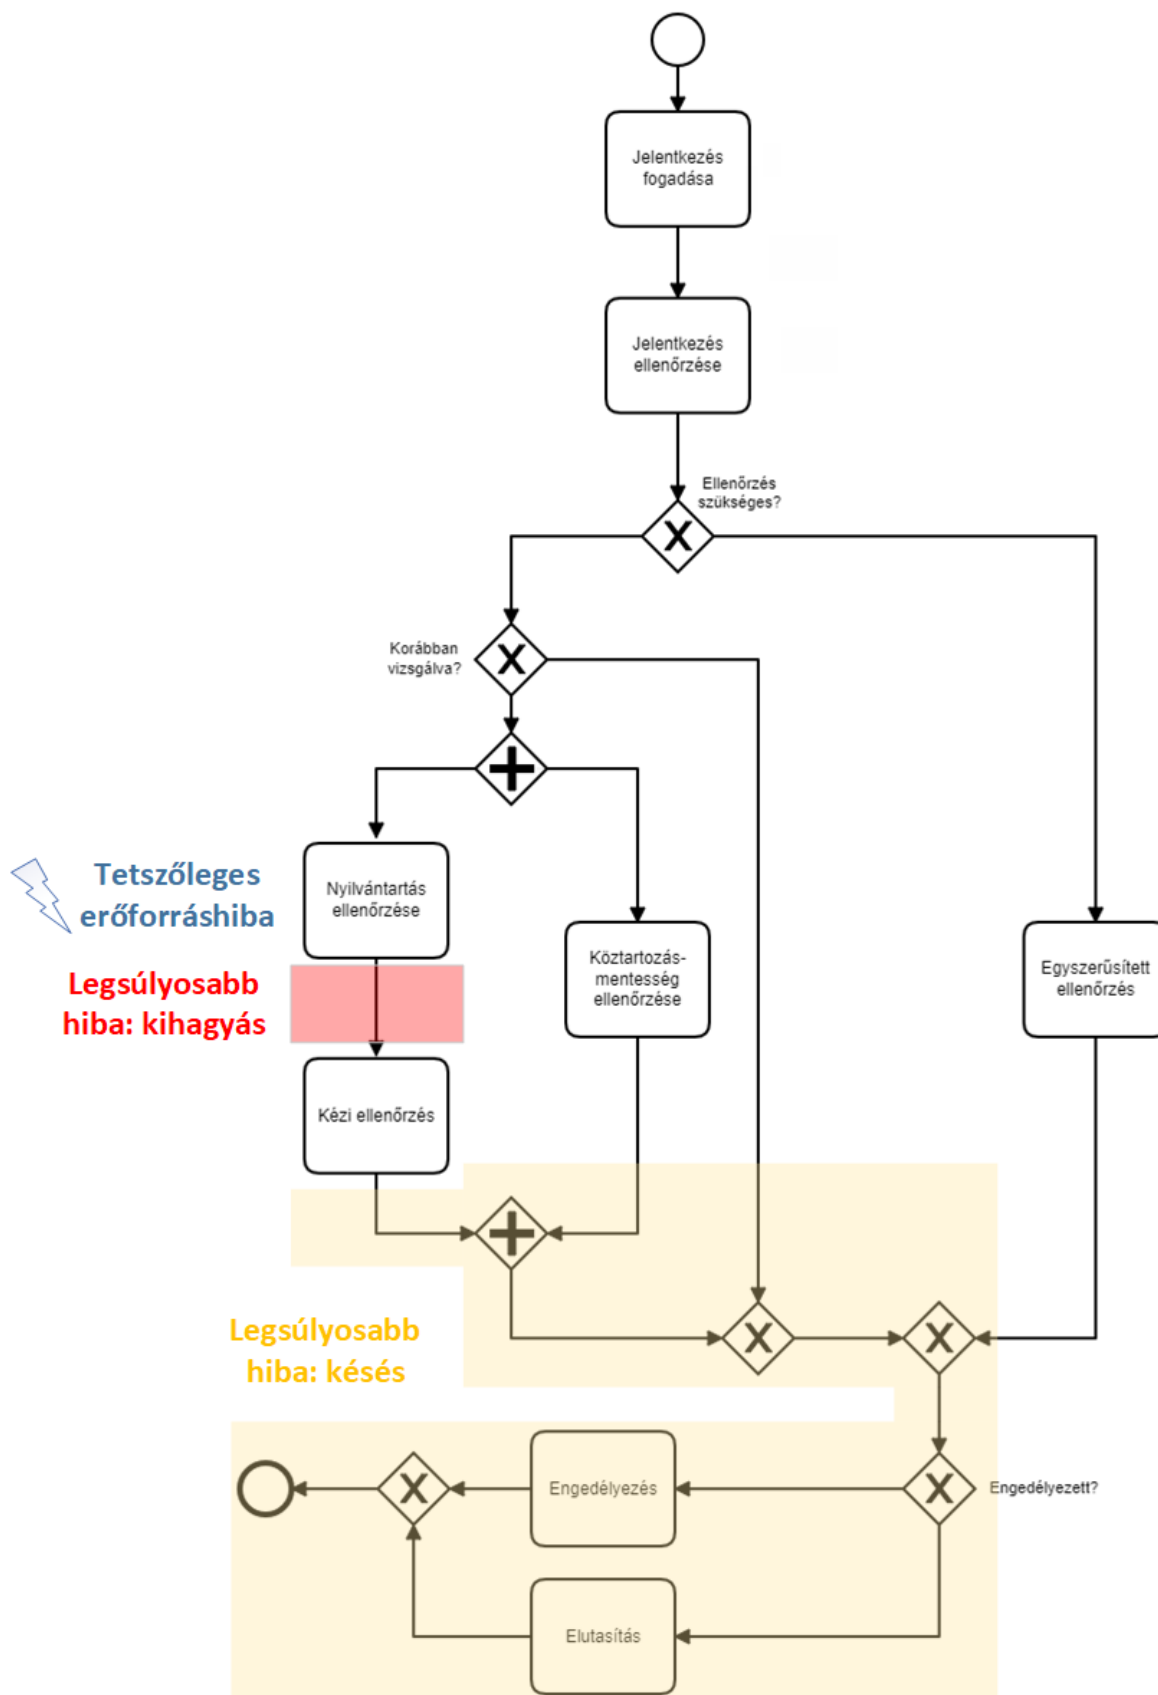 Jelentkezés
fogadása
Jelentkezés
ellenőrzése
Ellenőrzés
szükséges?
Korábban
vizsgálva?
Nyilvántartás
ellenőrzése
Tetszőleges
erőforráshiba
Köztartozás-
mentesség
ellenőrzése
Egyszerűsített
ellenőrzés
Legsúlyosabb
hiba: kihagyás
Kézi ellenőrzés
Legsúlyosabb
hiba: késés
Engedélyezés
Engedélyezett?
Elutasítás